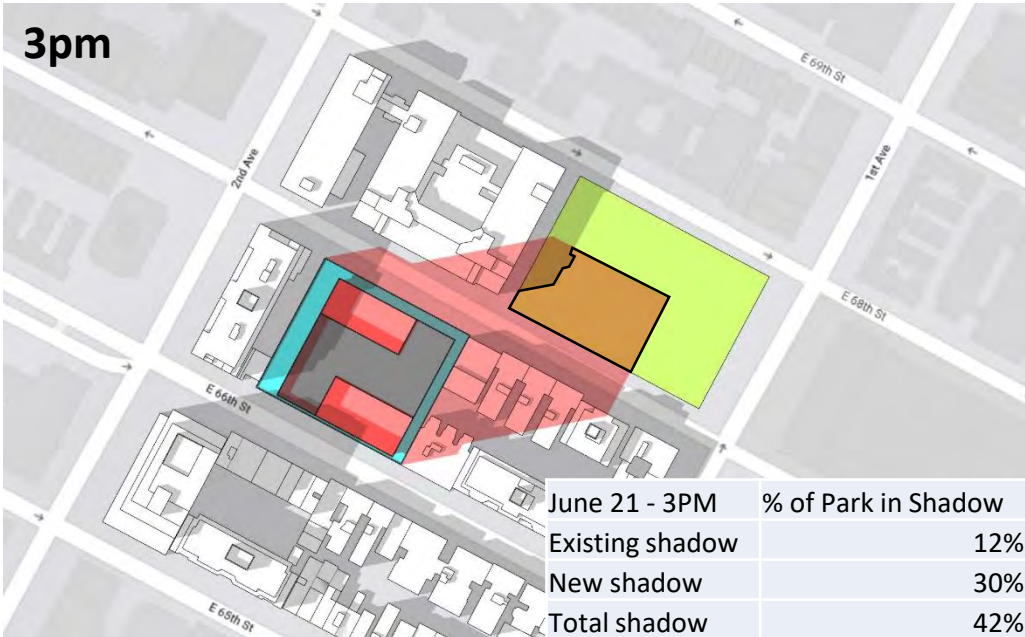 3pm
E 69th St
2nd Ave
1st Ave
E 68th St
E 66th St
E 65th St
June 21 - 3PM % of Park in Shadow
Existing shadow 12%
New shadow 30%
Total shadow 42%